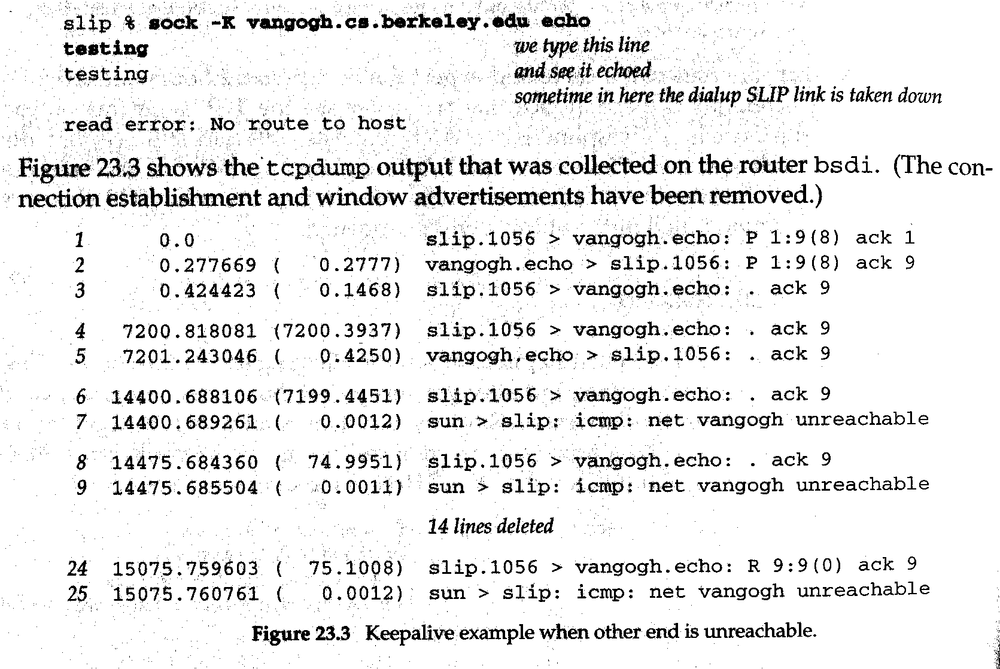 slip % sock -K vangogh.cs.berkeley.edu echo
testing we type this line
testing and see it echoed
sometime in here the dialup SLIP link is taken down
read error: No route to host
Figure 23.3 shows the tcpdump output that was collected on the router bsdi. (The con-
nection establishment and window advertisements have been removed.)
1 0.0 slip.1056 > vangogh.echo: P 1:9(8) ack 1
2 0.277669 ( 0.2777) vangogh.echo > slip.1056: P 1:9(8) ack 9
3 0.424423 ( 0.1468) slip.1056 > vangogh.echo: . ack 9
4 7200.818081 (7200.3937) slip.1056 > vangogh.echo: . ack 9
5 7201.243046 ( 0.4250) vangogh.echo > slip.1056: . ack 9
6 14400.688106 (7199.4451) slip.1056 > vangogh.echo: . ack 9
7 14400.689261 ( 0.0012) sun > slip: icmp: net vangogh unreachable
8 14475.684360 ( 74.9951) slip.1056 > vangogh.echo: . ack 9
9 14475.685504 ( 0.0011) sun > slip: icmp: net vangogh unreachable
14 lines deleted
24 15075.759603 ( 75.1008) slip.1056 > vangogh.echo: R 9:9(0) ack 9
25 15075.760761 ( 0.0012) sun > slip: icmp: net vangogh unreachable
Figure 23.3 Keepalive example when other end is unreachable.